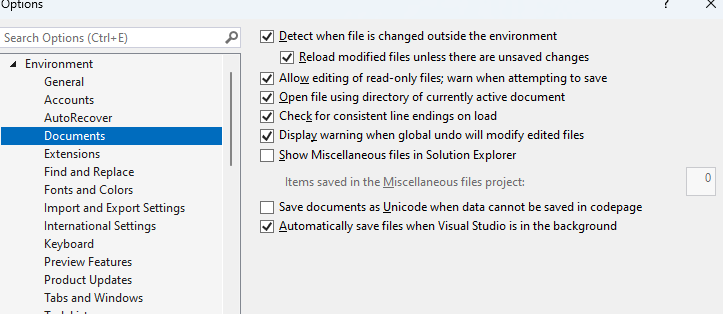 Options
?
Search Options (Ctrl+E)
Environment
General
Accounts
AutoRecover
Documents
Extensions
Find and Replace
Fonts and Colors
Import and Export Settings
International Settings
Keyboard
Preview Features
Product Updates
Tabs and Windows
Detect when file is changed outside the environment
Reload modified files unless there are unsaved changes
Allow editing of read-only files; warn when attempting to save
Open file using directory of currently active document
Check for consistent line endings on load
Display warning when global undo will modify edited files
Show Miscellaneous files in Solution Explorer
Items saved in the Miscellaneous files project:
0
Save documents as Unicode when data cannot be saved in codepage
Automatically save files when Visual Studio is in the background